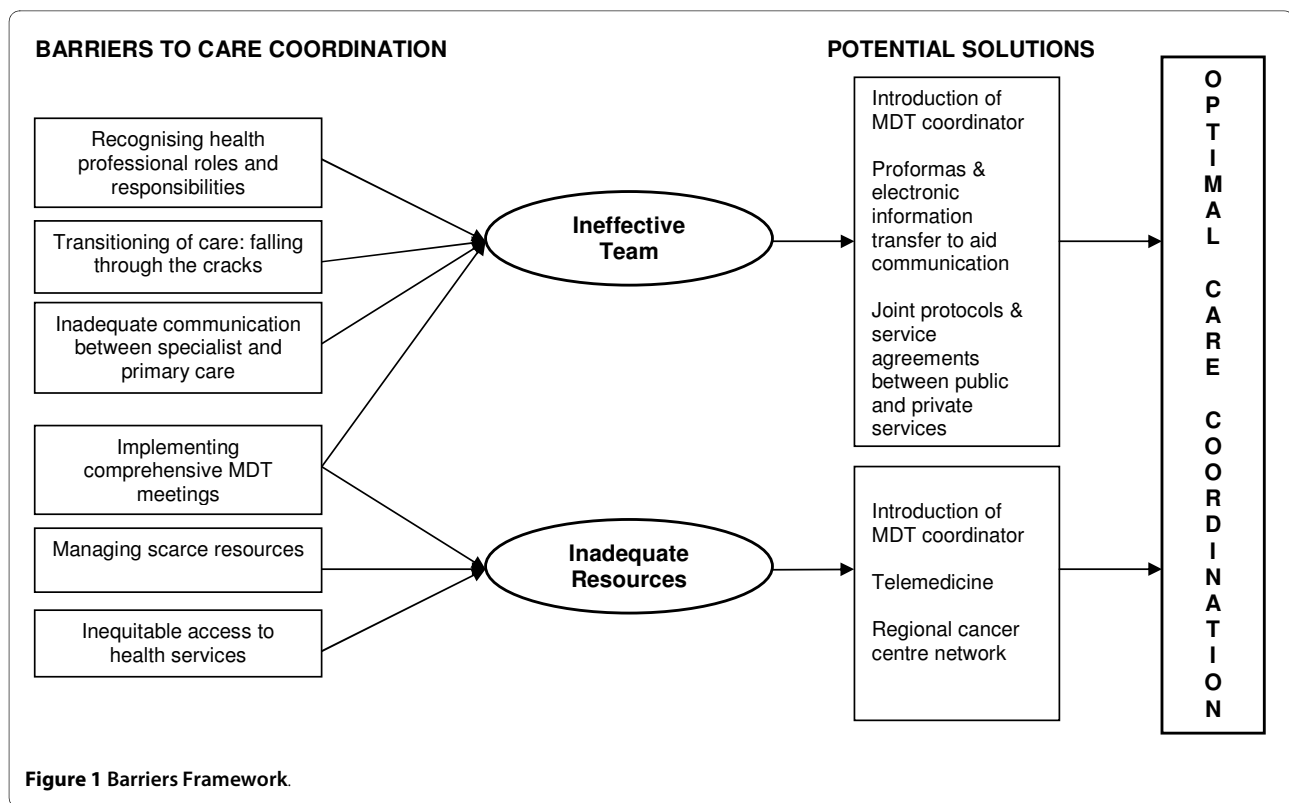 BARRIERS TO CARE COORDINATION
Recognising health
professional roles and
responsibilities
Transitioning of care: falling
through the cracks
Inadequate communication
between specialist and
primary care
Implementing
comprehensive MDT
meetings
Managing scarce resources
Inequitable access to
health services
Ineffective
Team
Inadequate
Resources
POTENTIAL SOLUTIONS
Introduction of
MDT coordinator
Proformas &
electronic
information
transfer to aid
communication
Joint protocols &
service
agreements
between public
and private
services
Introduction of
MDT coordinator
Telemedicine
Regional cancer
centre network
O
P
T
I
M
A
L
C
A
R
E
C
O
O
R
D
I
N
A
T
I
O
N
Figure 1 Barriers Framework.